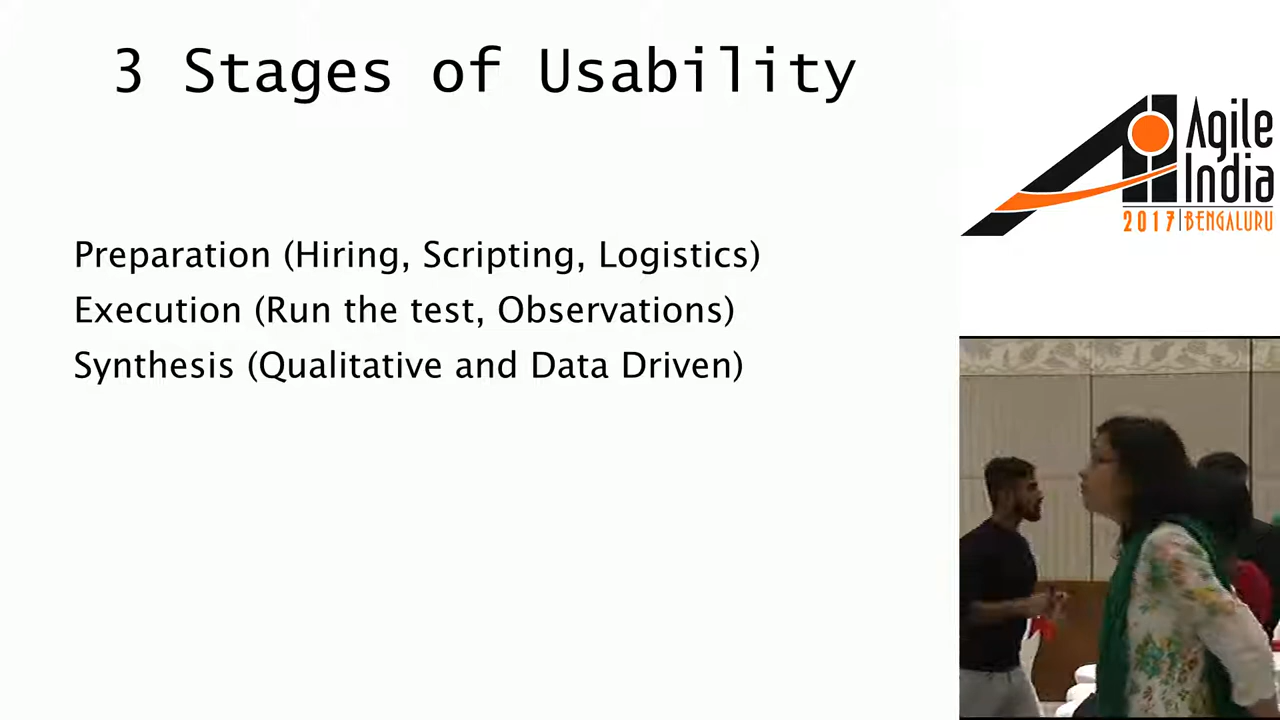 3 Stages of Usability
Preparation (Hiring, Scripting, Logistics)
Execution (Run the test, Observations)
Synthesis (Qualitative and Data Driven)
Agile
India
2017 | BENGALURU